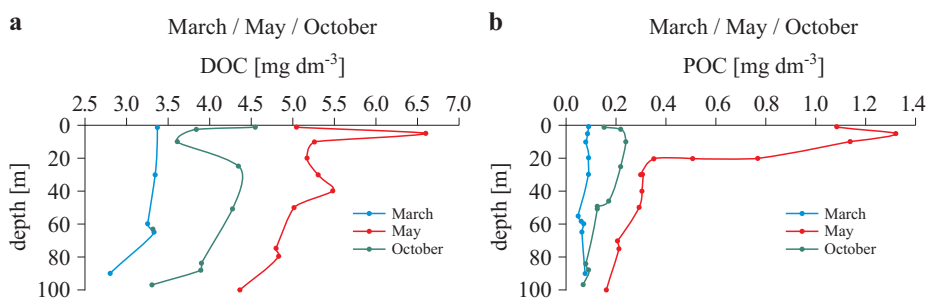 a
March / May / October
DOC [mg dm-3]
2.5 3.0 3.5 4.0 4.5 5.0 5.5 6.0 6.5 7.0
depth [m]
0
20
40
60
80
100
March
May
October
b
March / May / October
POC [mg dm-3]
0.0 0.2 0.4 0.6 0.8 1.0 1.2 1.4
depth [m]
0
20
40
60
80
100
March
May
October